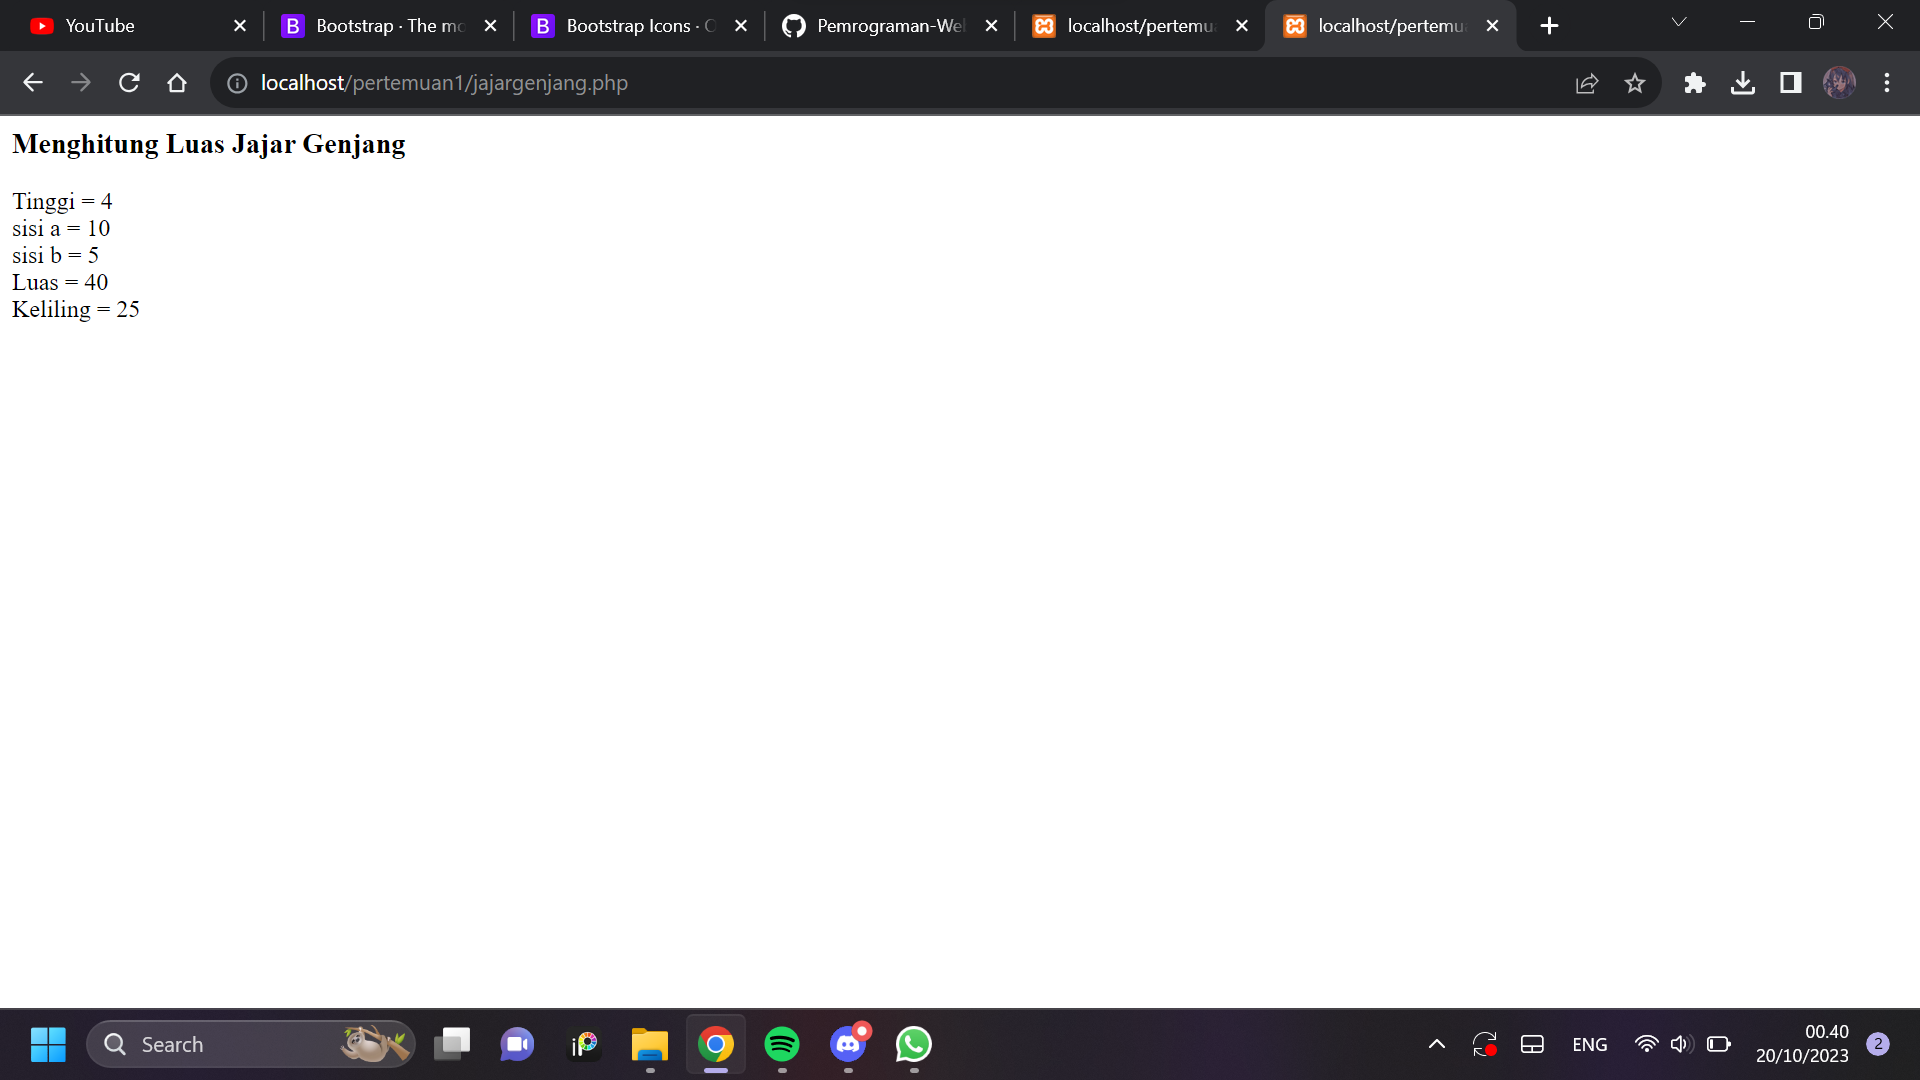 YouTube
Bootstrap · The mo
Bootstrap Icons · O
Pemrograman-We
localhost/pertemu
localhost/pertemu
localhost/pertemuan1/jajargenjang.php
Menghitung Luas Jajar Genjang
Tinggi = 4
sisi a = 10
sisi b = 5
Luas = 40
Keliling = 25
Search
ENG
00.40
20/10/2023
2